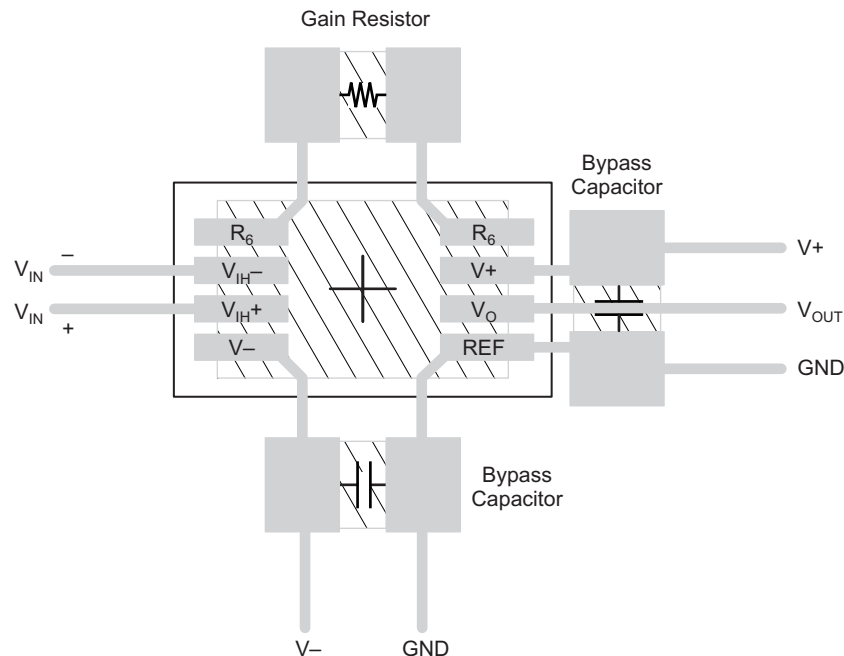 Gain Resistor
Bypass
Capacitor
R6 R6
VIN – VIH– V+ V+
VIN + VIH+ VO VOUT
V– REF GND
Bypass
Capacitor
V– GND